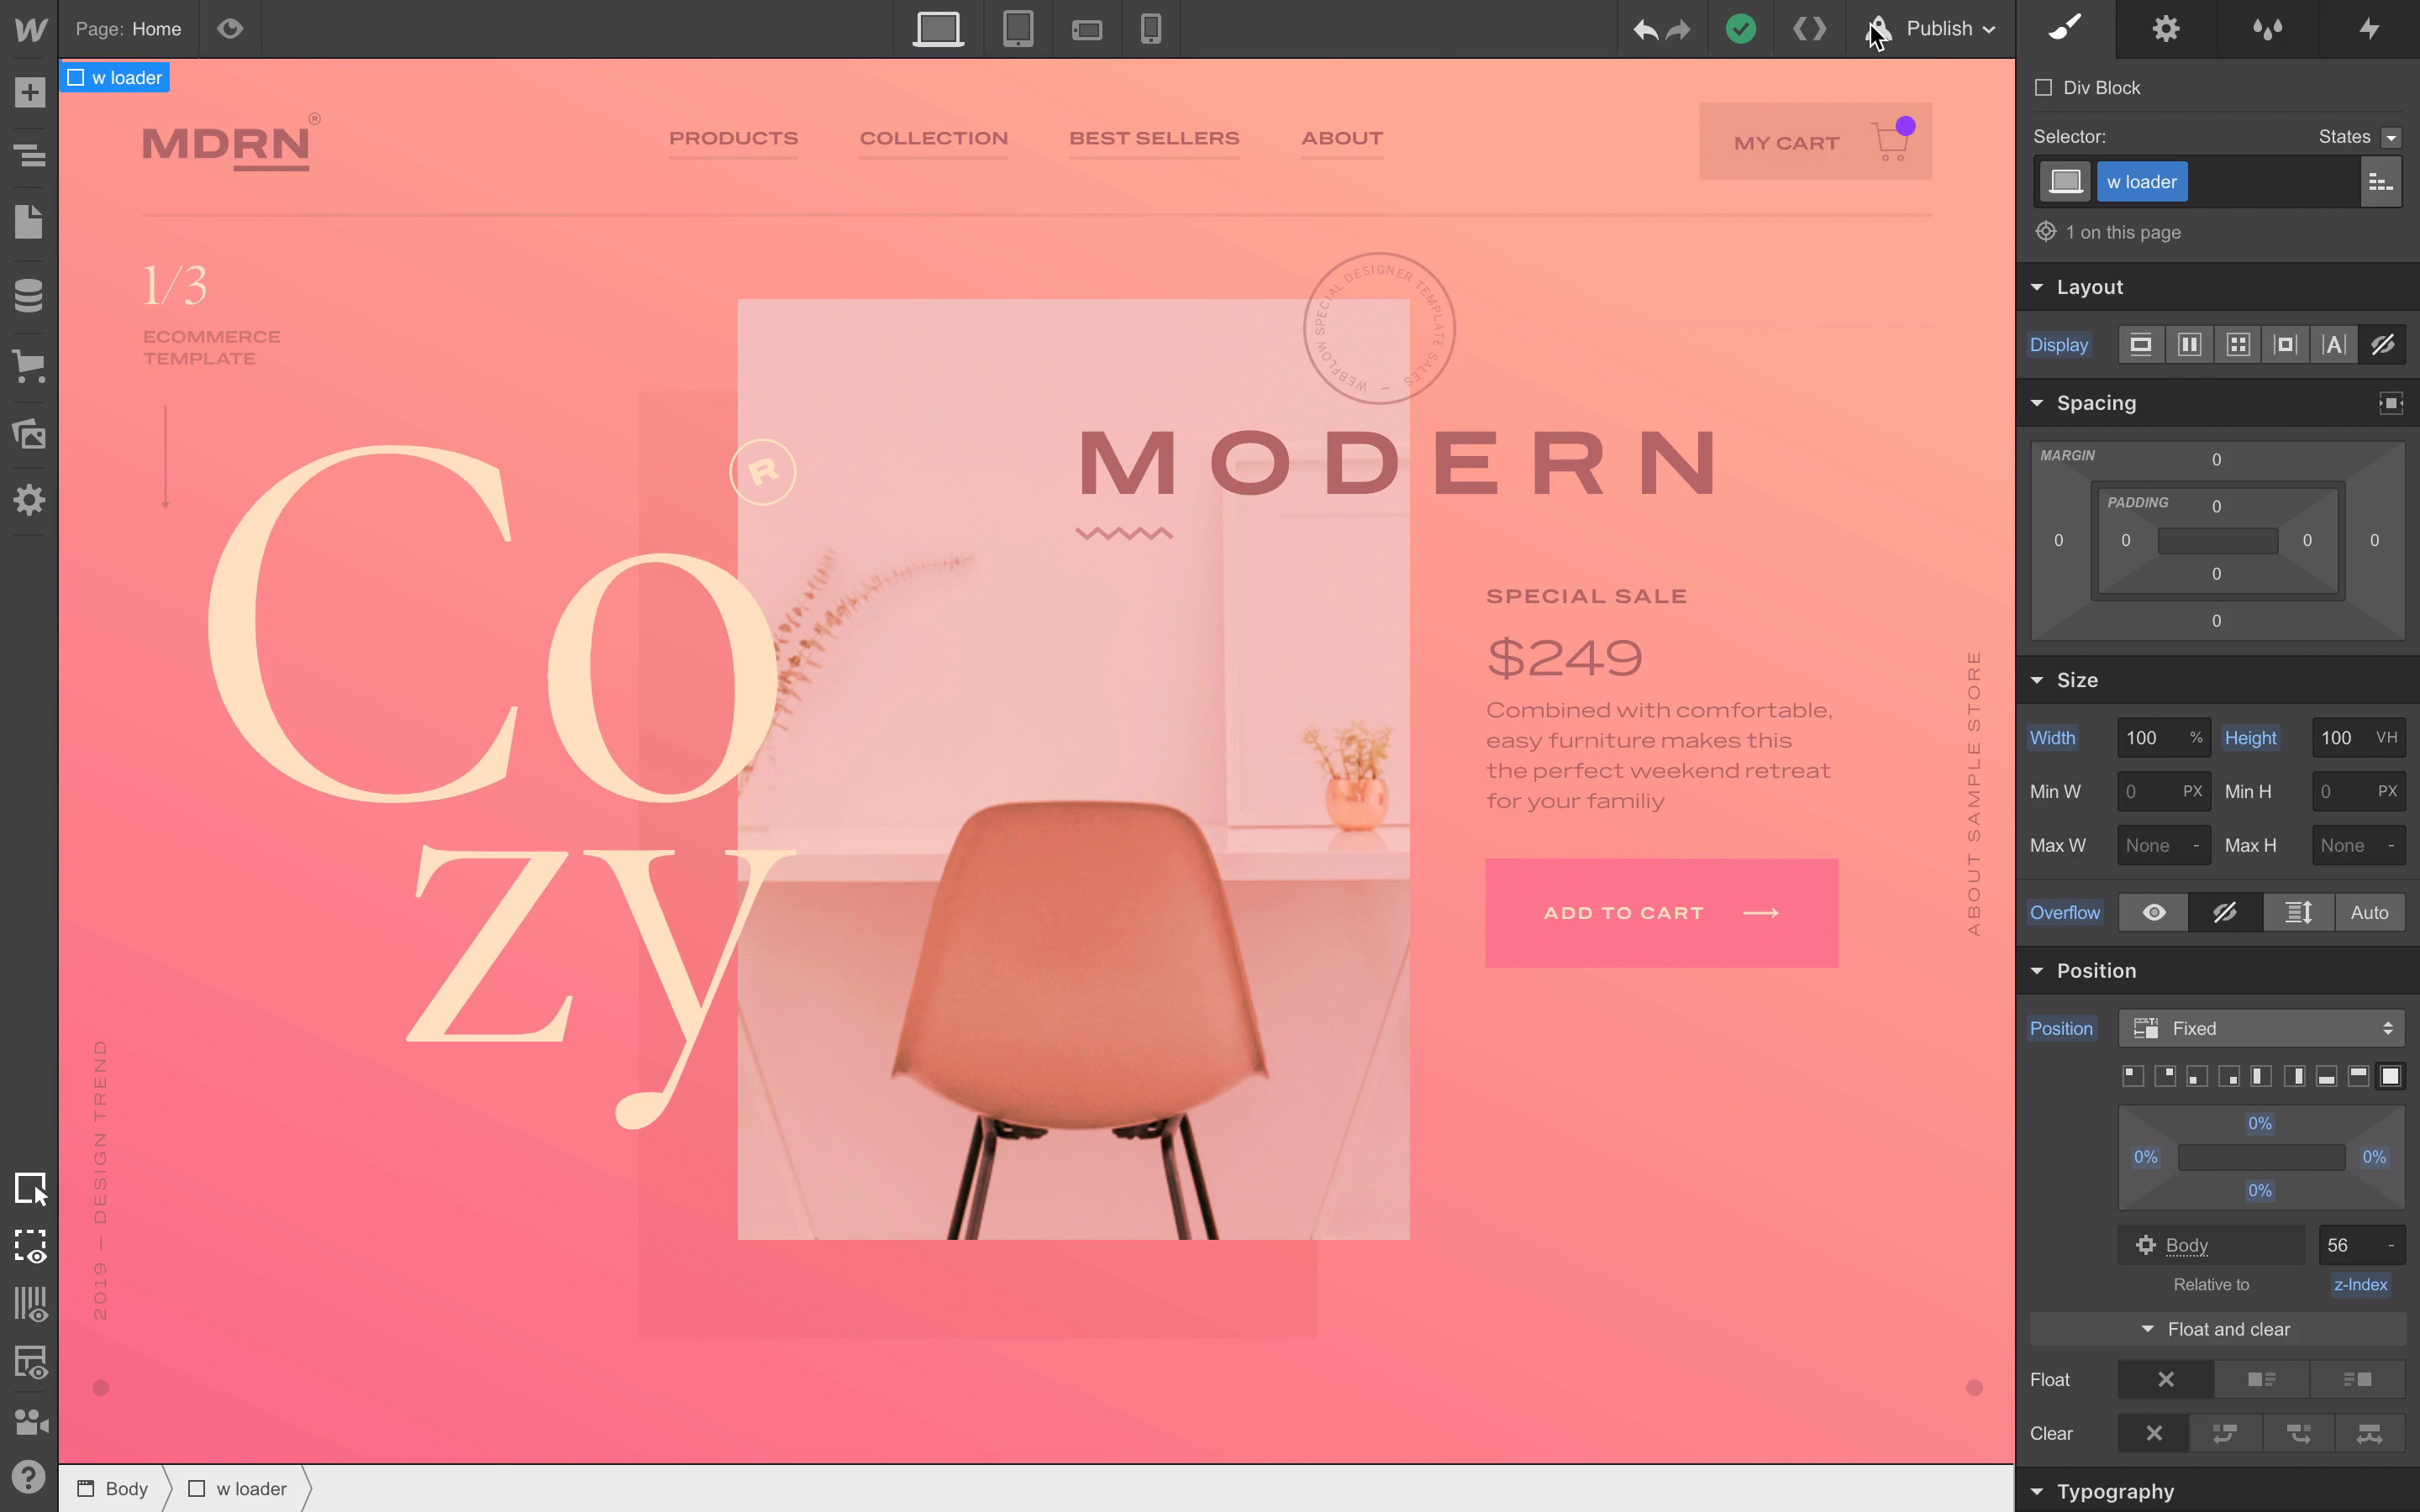 Page: Home
Publish
w loader
MDRN®
PRODUCTS
COLLECTION
BEST SELLERS
ABOUT
MY CART
1/3
ECOMMERCE
TEMPLATE
WEBFLOW SPECIAL DESIGNER TEMPLATE SALES —
R
MODERN
Co
zy
SPECIAL SALE
$249
Combined with comfortable,
easy furniture makes this
the perfect weekend retreat
for your familiy
ADD TO CART
ABOUT SAMPLE STORE
2019 — DESIGN TREND
Body
w loader
Div Block
Selector:
States
w loader
1 on this page
Layout
Display
A
Spacing
MARGIN
0
PADDING
0
0
0
0
0
0
0
Size
Width
100 %
Height
100 VH
Min W
0 PX
Min H
0 PX
Max W
None -
Max H
None -
Overflow
Auto
Position
Position
Fixed
0%
0%
0%
0%
Body
56 -
Relative to
z-Index
Float and clear
Float
Clear
Typography